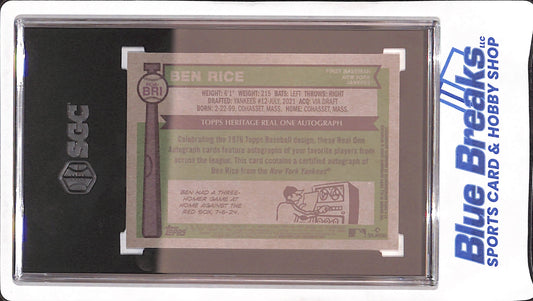 BEN RICE
FIRST BASEMAN
NEW YORK
YANKEES
BRI
WEIGHT: 215 BATS: LEFT THROWS: RIGHT
DRAFTED: YANKEES #12-JULY, 2021 ACQ: VIA DRAFT
BORN: 2-22-99, COHASSET, MASS. HOME: COHASSET, MASS.
TOPPS HERITAGE REAL ONE AUTOGRAPH
Celebrating the 1976 Topps Baseball design, these Real One
Autograph cards feature autographs of your favorite players from
across the league. This card contains a certified autograph of
Ben Rice from the New York Yankees®
BEN HAD A THREE-
HOMER GAME AT
HOME AGAINST THE
RED SOX, 7-6-24.
Topps
SGC
Blue Breaks LLC
SPORTS CARD & HOBBY SHOP